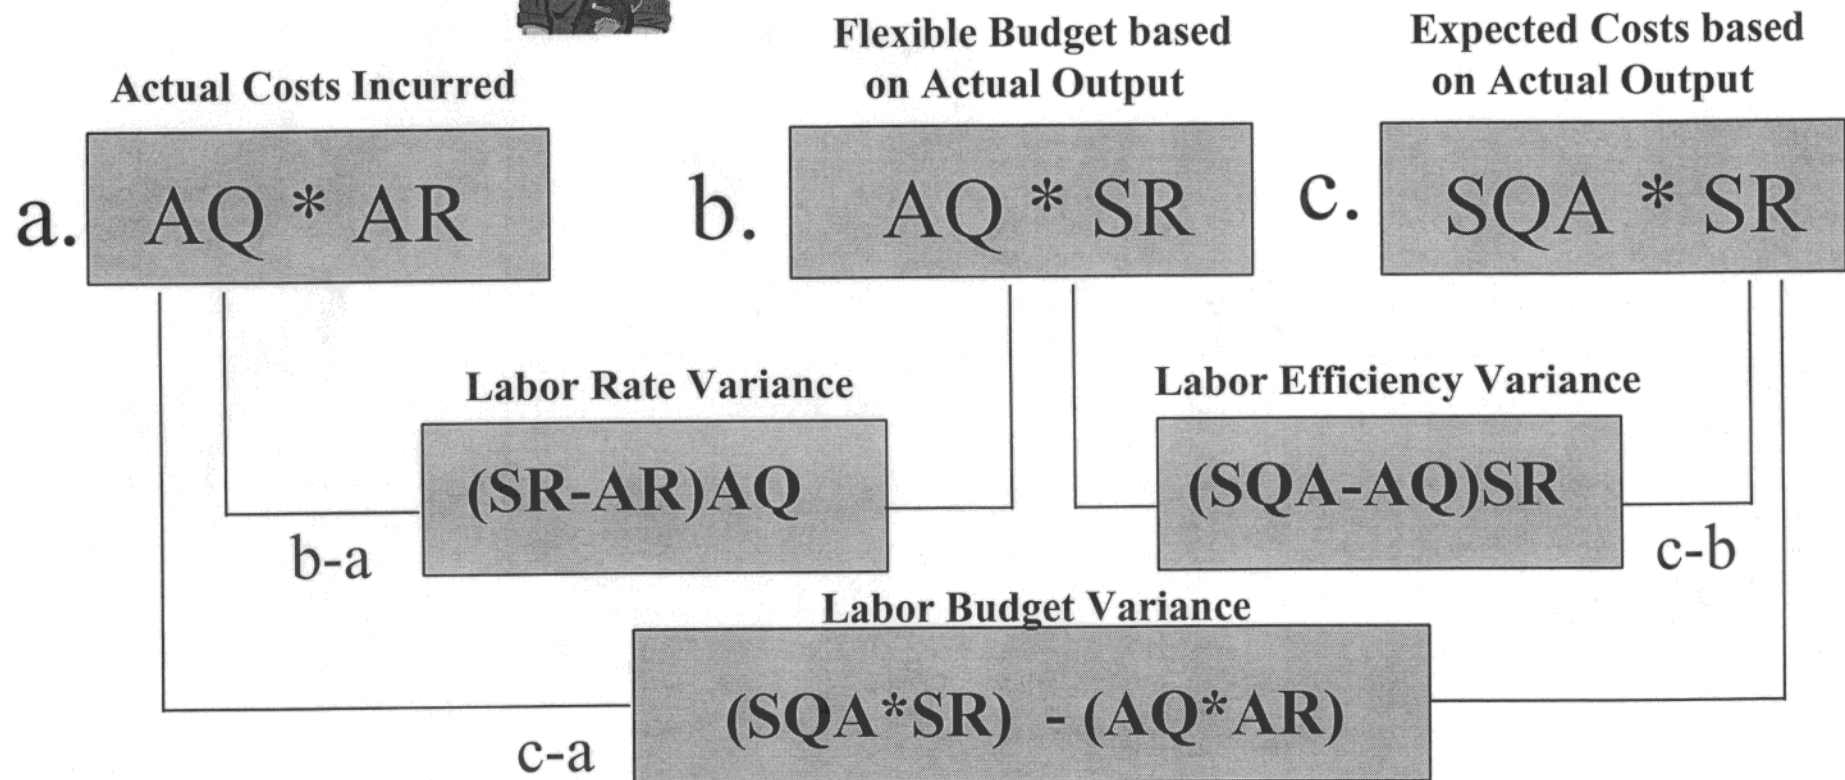 Actual Costs Incurred
Flexible Budget based
on Actual Output
Expected Costs based
on Actual Output
a. AQ * AR
b. AQ * SR
c. SQA * SR
Labor Rate Variance
(SR-AR)AQ
b-a
Labor Efficiency Variance
(SQA-AQ)SR
c-b
Labor Budget Variance
(SQA*SR) - (AQ*AR)
c-a